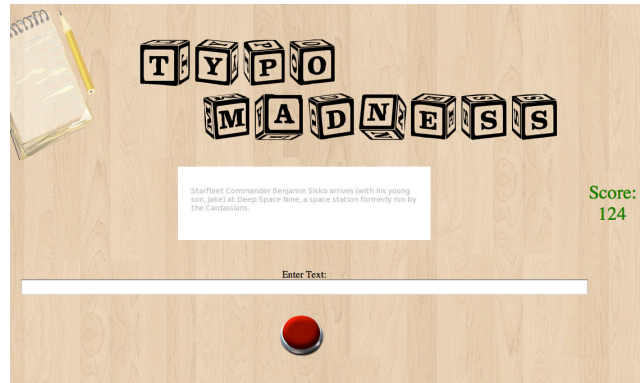 TYPO
MADNESS
Starfleet Commander Benjamin Sisko arrives (with his young
son, Jake) at Deep Space Nine, a space station formerly run by
the Cardassians.
Score:
124
Enter Text: